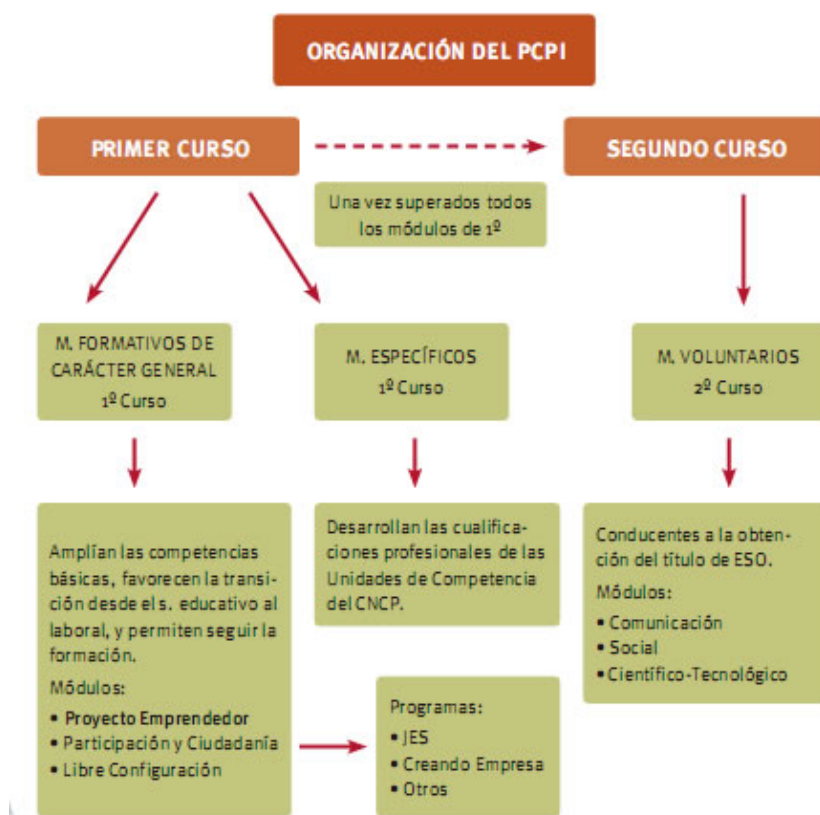 ORGANIZACIÓN DEL PCPI
PRIMER CURSO
SEGUNDO CURSO
Una vez superados todos
los módulos de 1º
M. FORMATIVOS DE
CARÁCTER GENERAL
1º Curso
M. ESPECÍFICOS
1º Curso
M. VOLUNTARIOS
2º Curso
Amplían las competencias
básicas, favorecen la transi-
ción desde el s. educativo al
laboral, y permiten seguir la
formación.
Módulos:
• Proyecto Emprendedor
• Participación y Ciudadanía
• Libre Configuración
Desarrollan las cualifica-
ciones profesionales de las
Unidades de Competencia
del CNCP.
Programas:
• JES
• Creando Empresa
• Otros
Conducentes a la obten-
ción del título de ESO.
Módulos:
• Comunicación
• Social
• Científico-Tecnológico